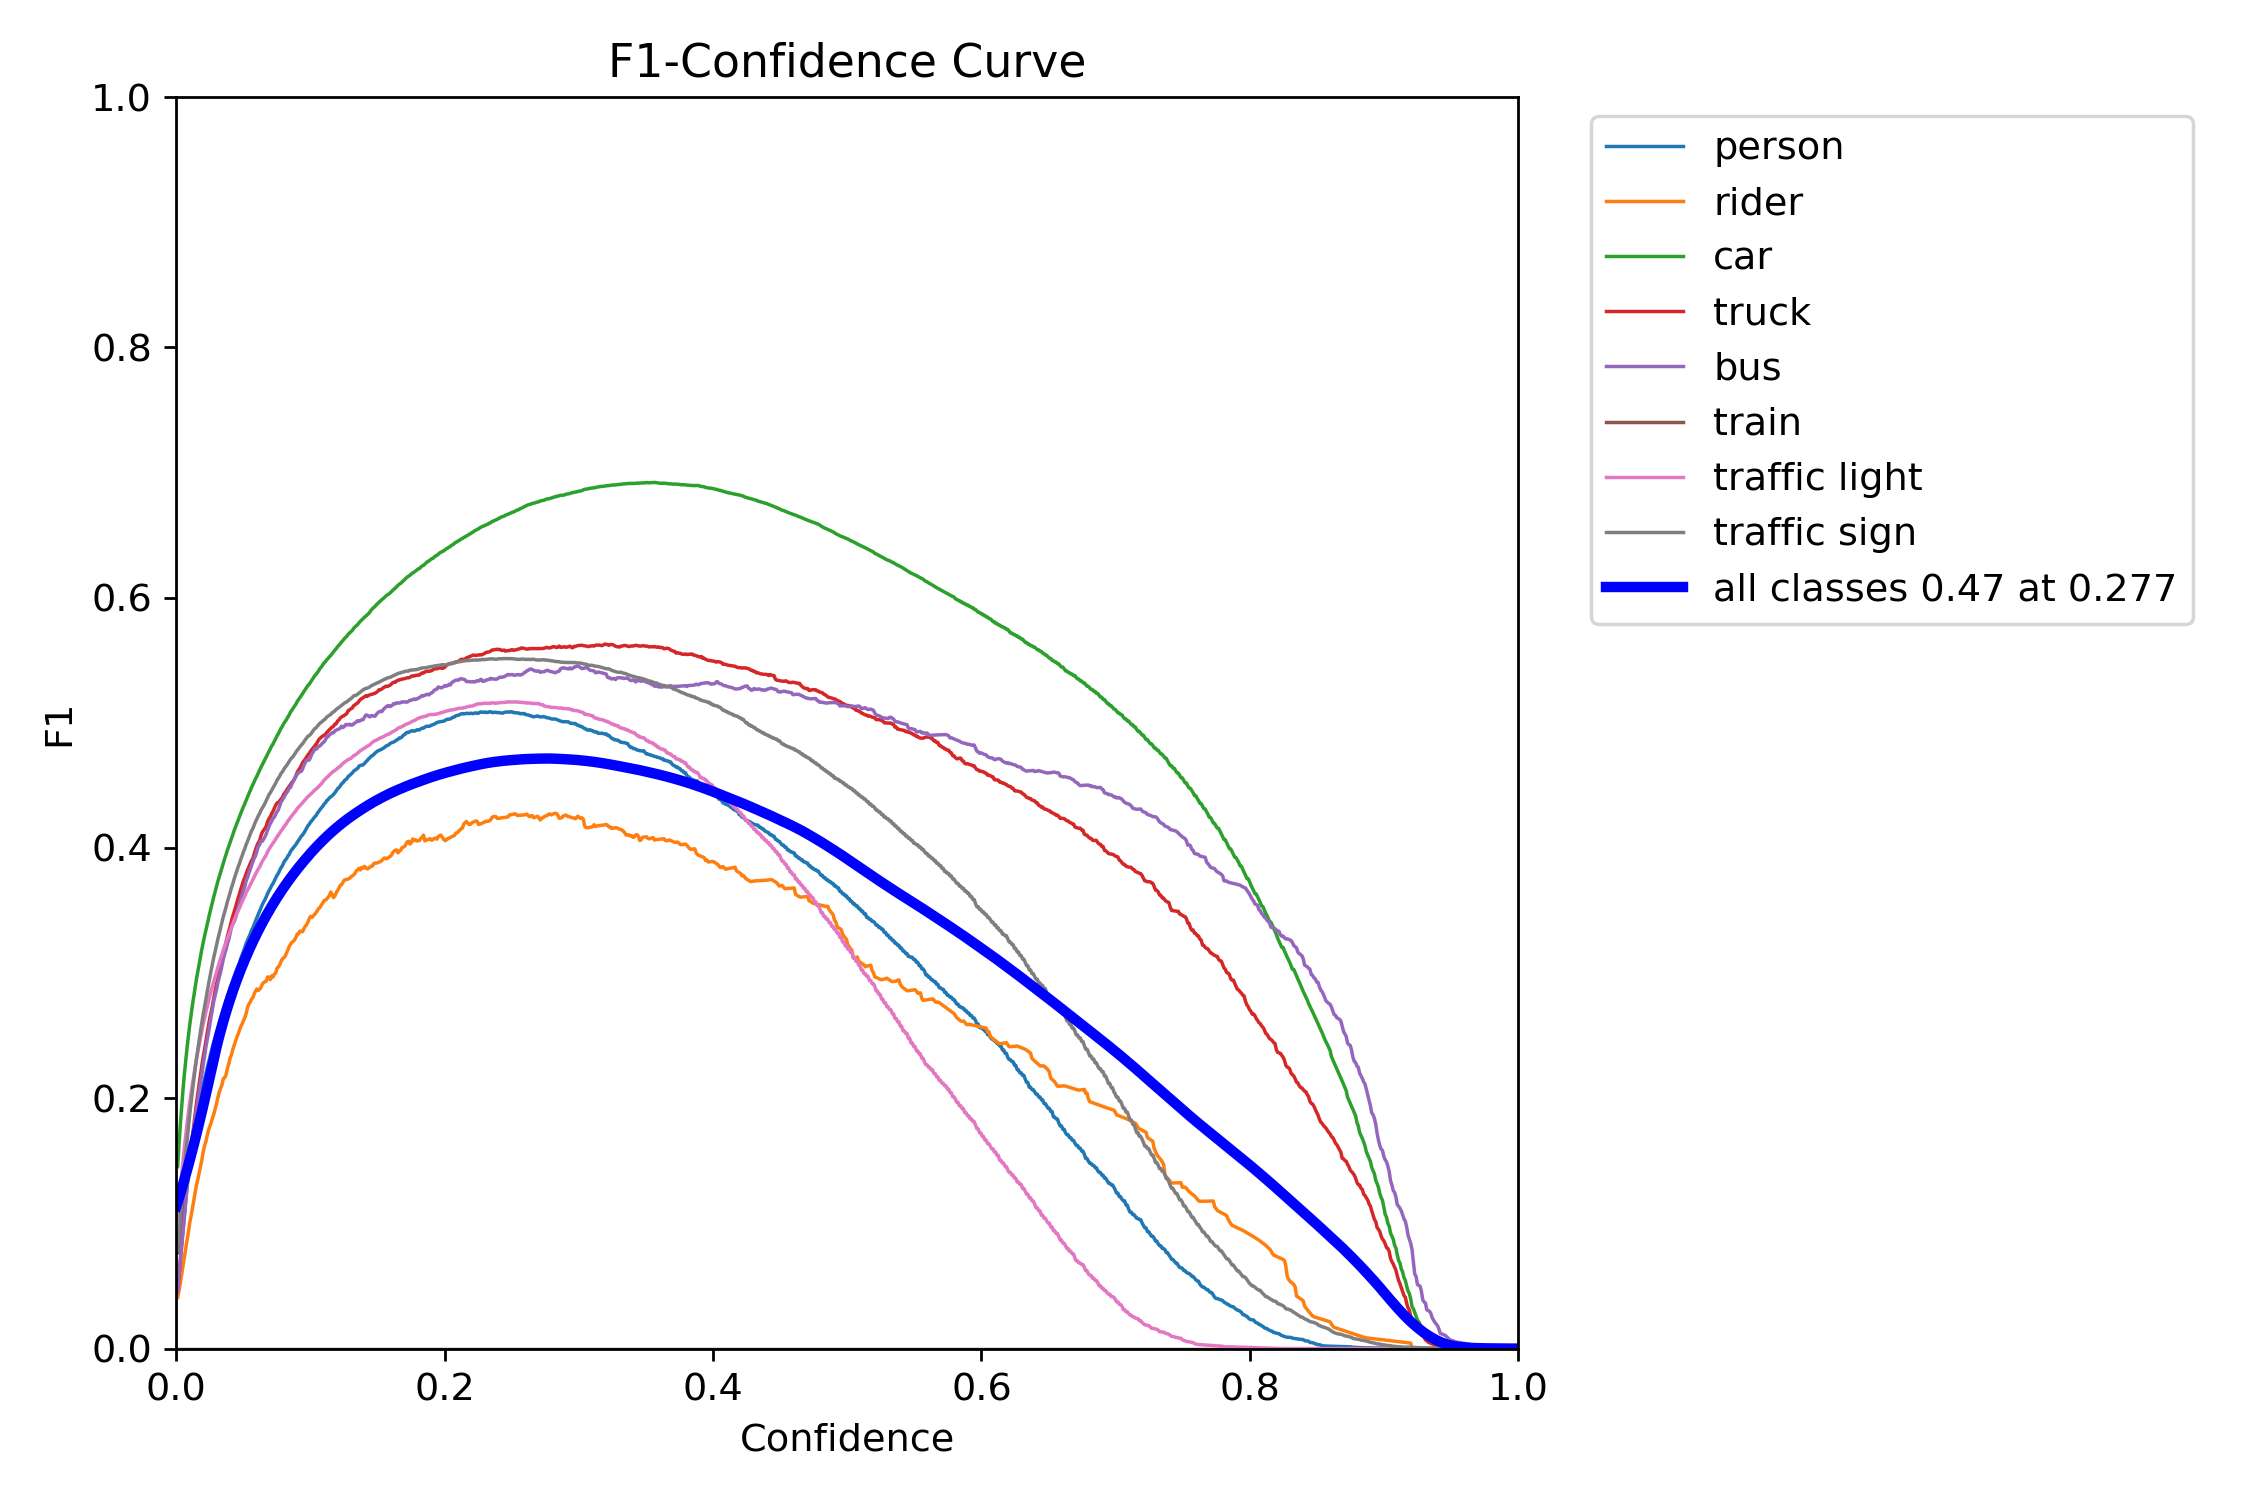 F1-Confidence Curve
1.0
0.8
0.6
0.4
0.2
0.0
F1
0.0 0.2 0.4 0.6 0.8 1.0
Confidence
person
rider
car
truck
bus
train
traffic light
traffic sign
all classes 0.47 at 0.277